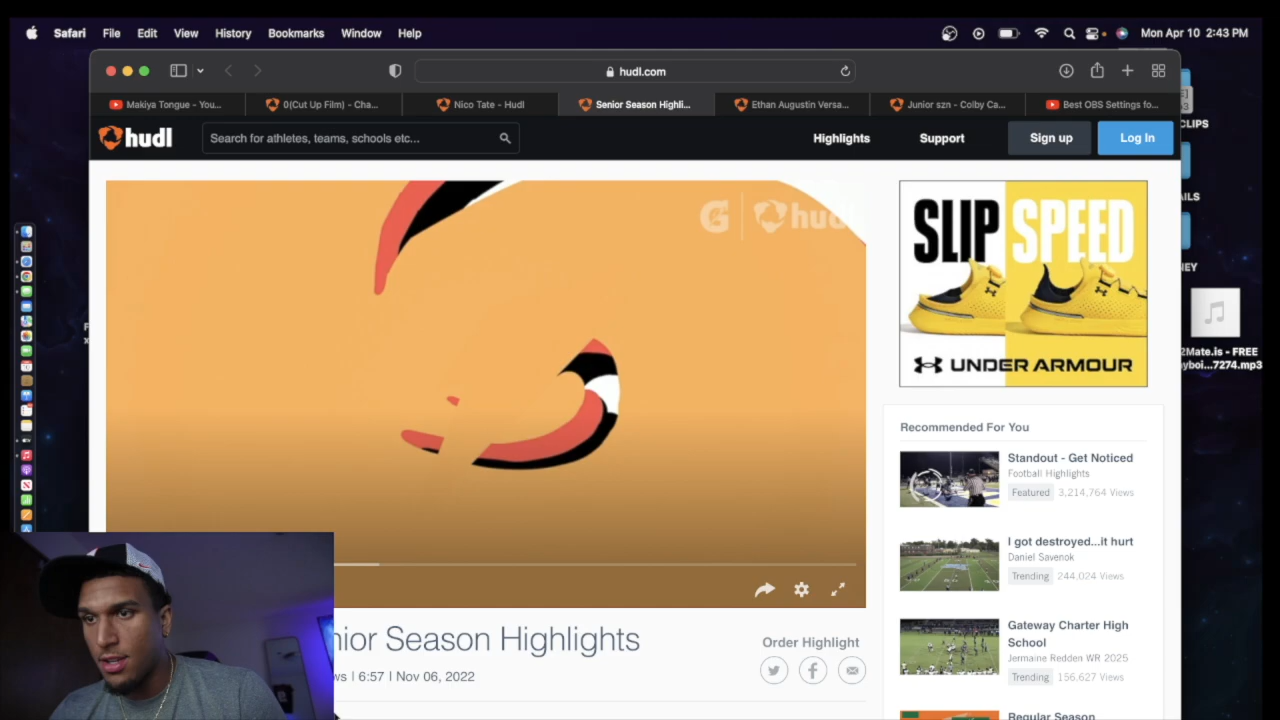 Safari File Edit View History Bookmarks Window Help Mon Apr 10 2:43 PM
hudl.com
Makiya Tongue - You... 0(Cut Up Film) - Cha... Nico Tate - Hudl Senior Season Highli... Ethan Augustin Versa... Junior szn - Colby Ca... Best OBS Settings fo...
CLIPS
hudl Search for athletes, teams, schools etc... Highlights Support Sign up Log In
AILS
G hudl
SLIP SPEED
UNDER ARMOUR
NEY
2Mate.is - FREE
ayboi...7274.mp3
Recommended For You
Standout - Get Noticed
Football Highlights
Featured 3,214,764 Views
I got destroyed...it hurt
Daniel Savenok
Trending 244,024 Views
Gateway Charter High
School
Jermaine Redden WR 2025
Trending 156,627 Views
Regular Season
nior Season Highlights
ws | 6:57 | Nov 06, 2022
Order Highlight